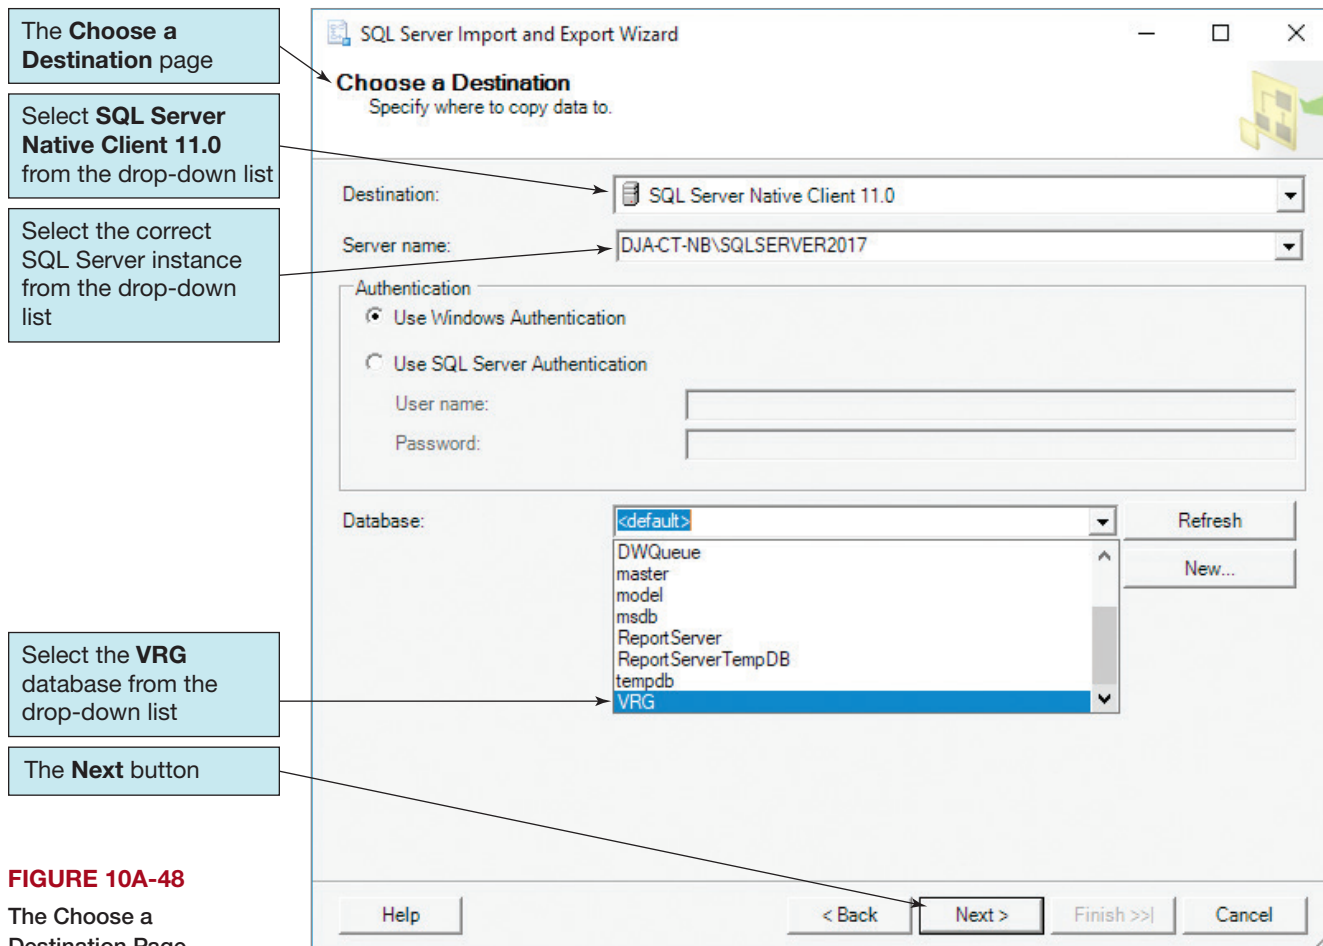 The Choose a
Destination page
Select SQL Server
Native Client 11.0
from the drop-down list
Select the correct
SQL Server instance
from the drop-down
list
Select the VRG
database from the
drop-down list
The Next button
FIGURE 10A-48
The Choose a
Destination Page
SQL Server Import and Export Wizard
Choose a Destination
Specify where to copy data to.
Destination:
SQL Server Native Client 11.0
Server name:
DJA-CT-NB\SQLSERVER2017
Authentication
Use Windows Authentication
Use SQL Server Authentication
User name:
Password:
Database:
<default>
Refresh
DWQueue
master
model
msdb
ReportServer
ReportServerTempDB
tempdb
VRG
New...
Help
< Back
Next >
Finish >>|
Cancel